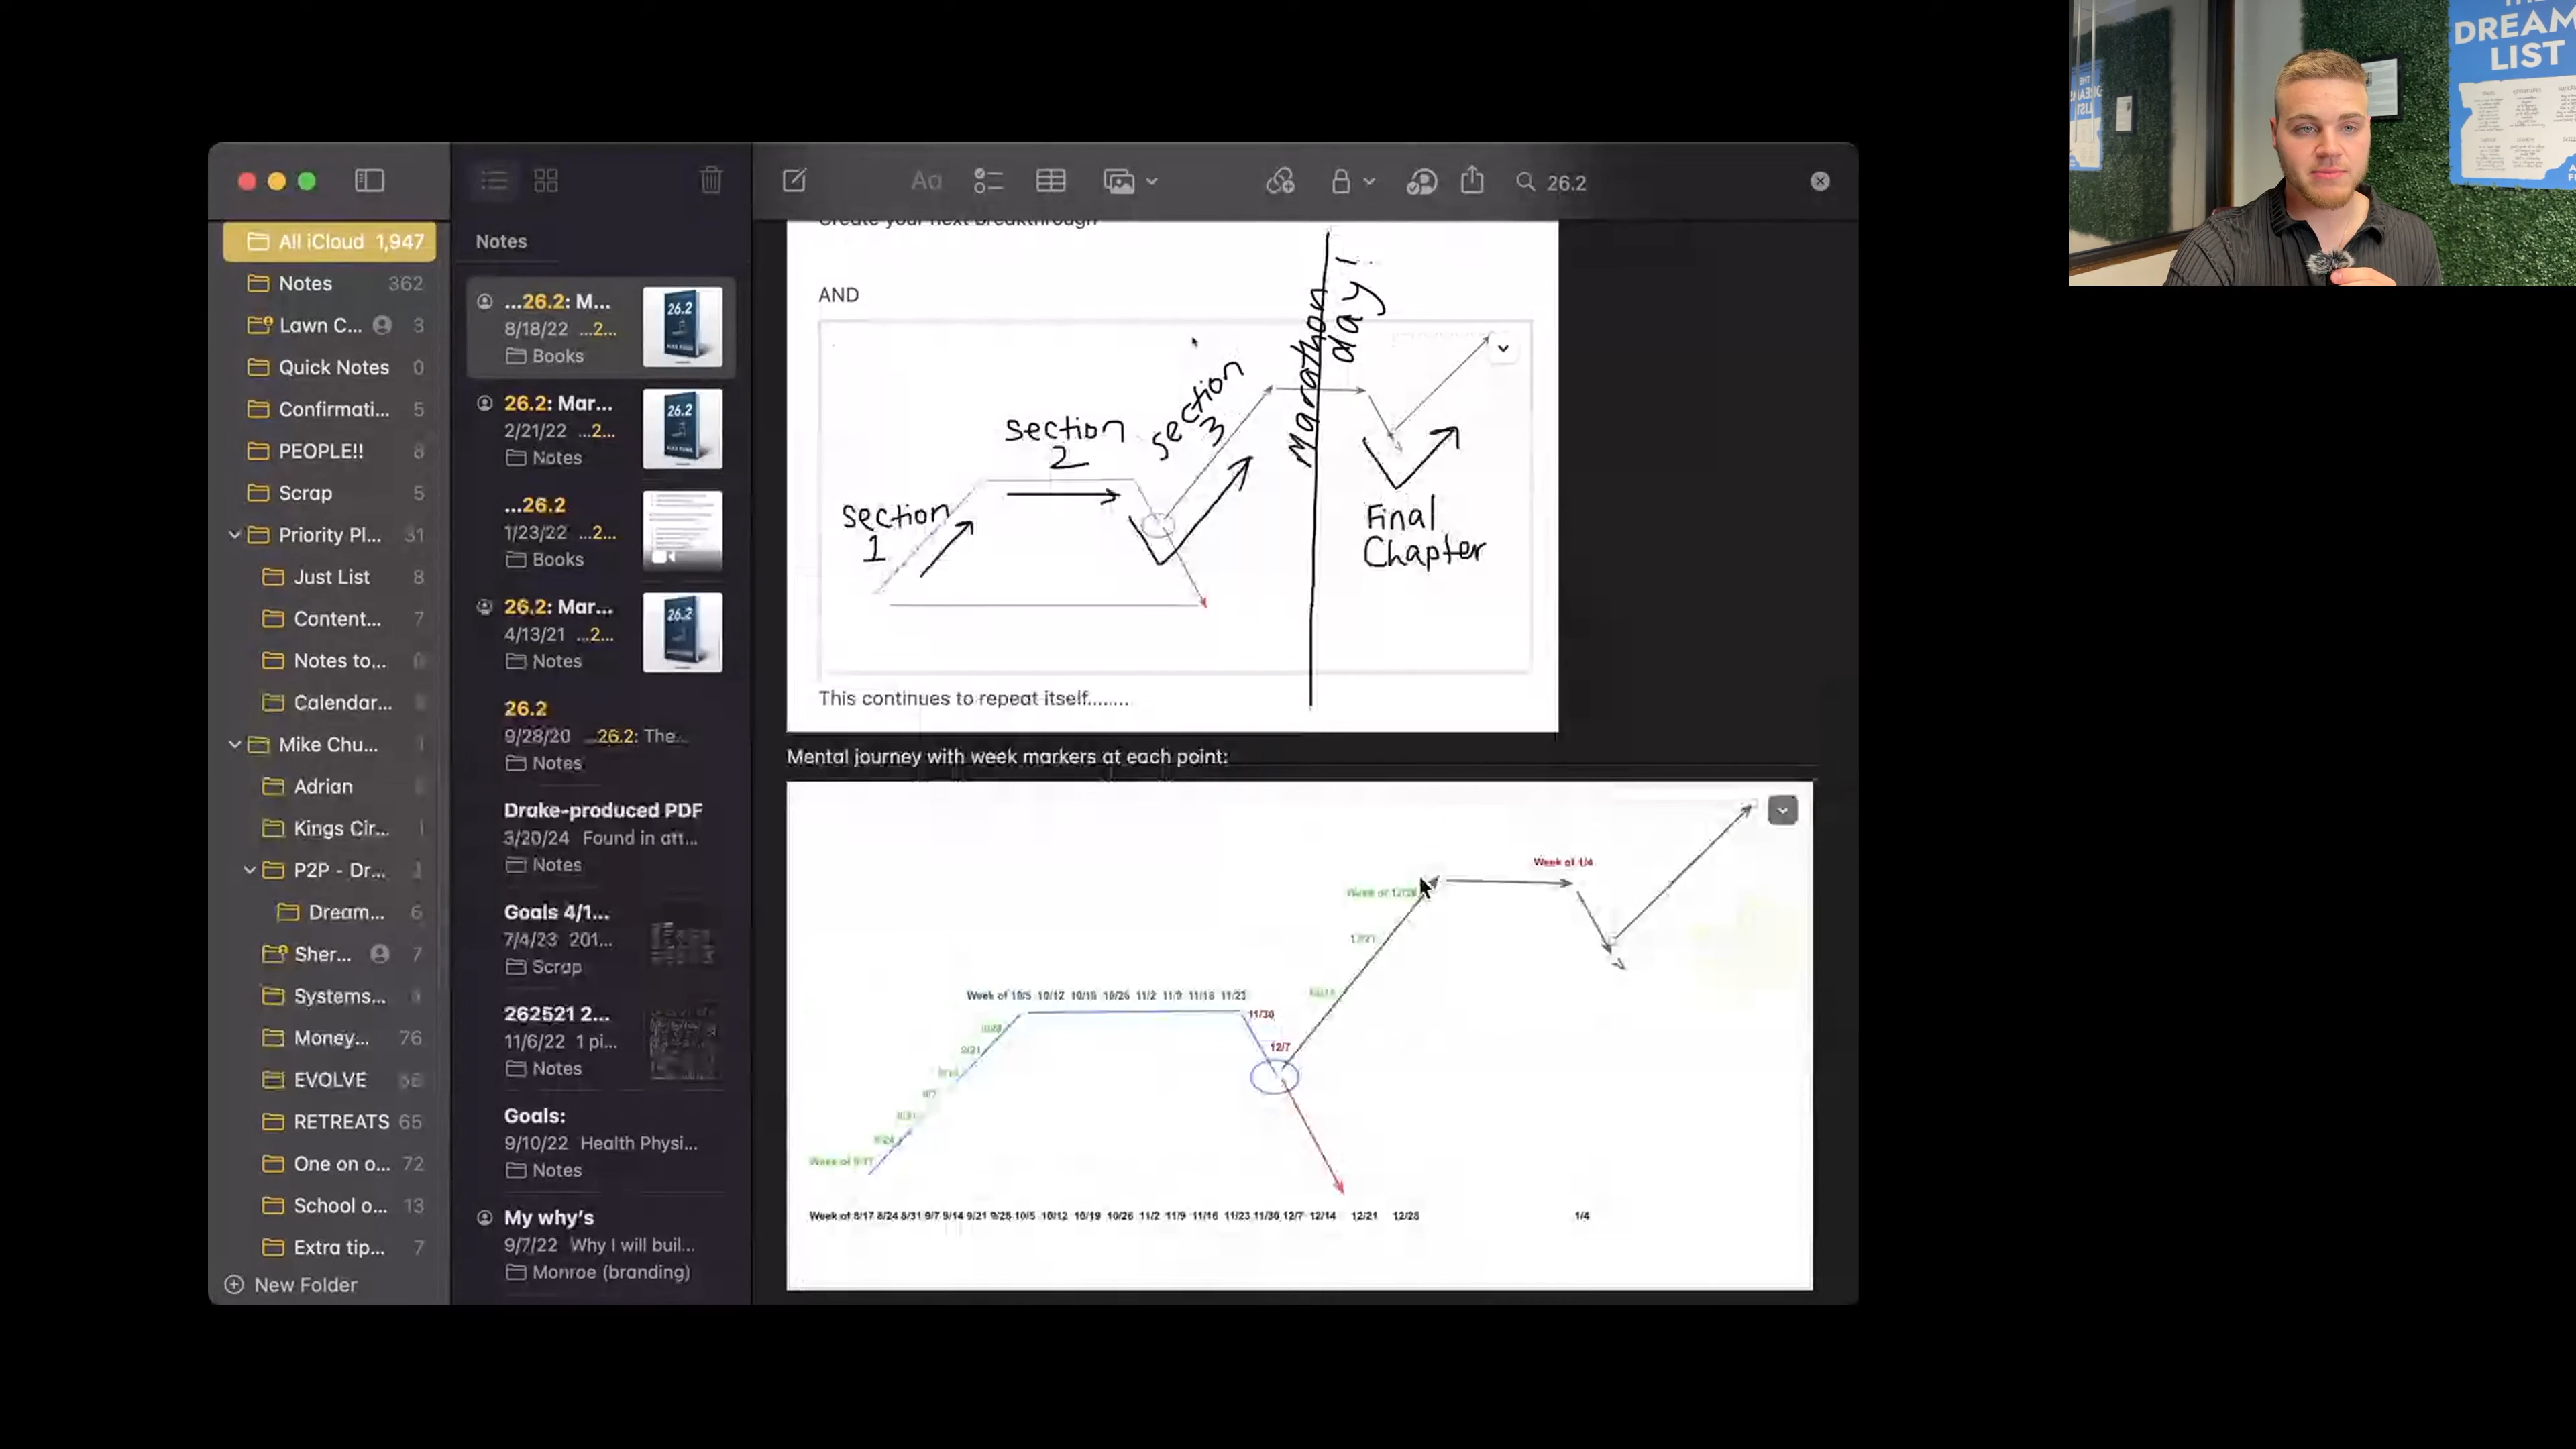 DREAM
LIST
All iCloud 1,947
Notes 362
Lawn C... 3
Quick Notes 0
Confirmati... 5
PEOPLE!! 8
Scrap 5
Priority Pl... 31
Just List 8
Content... 7
Notes to...
Calendar...
Mike Chu...
Adrian
Kings Cir...
P2P - Dr...
Dream... 6
Sher... 7
Systems...
Money... 76
EVOLVE
RETREATS 65
One on o... 72
School o... 13
Extra tip... 7
New Folder
Notes
...26.2: M...
8/18/22 ...2...
Books
26.2: Mar...
2/21/22 ...2...
Notes
...26.2
1/23/22 ...2...
Books
26.2: Mar...
4/13/21 ...2...
Notes
26.2
9/28/20 ...26.2: The...
Notes
Drake-produced PDF
3/20/24 Found in att...
Notes
Goals 4/1...
7/4/23 201...
Scrap
262521 2...
11/6/22 1 pi...
Notes
Goals:
9/10/22 Health Physi...
Notes
My why's
9/7/22 Why I will buil...
Monroe (branding)
Aa
26.2
Create your next breakthrough
AND
section
1
section
2
section
3
Marathon
day!
Final
Chapter
This continues to repeat itself........
Mental journey with week markers at each point:
Week of 1/4
Week of 12/28
12/21
Week of 10/5 10/12 10/19 10/26 11/2 11/9 11/16 11/23
11/30
12/7
Week of 8/17 8/24 8/31 9/7 9/14 9/21 9/28 10/5 10/12 10/19 10/26 11/2 11/9 11/16 11/23 11/30 12/7 12/14 12/21 12/28 1/4